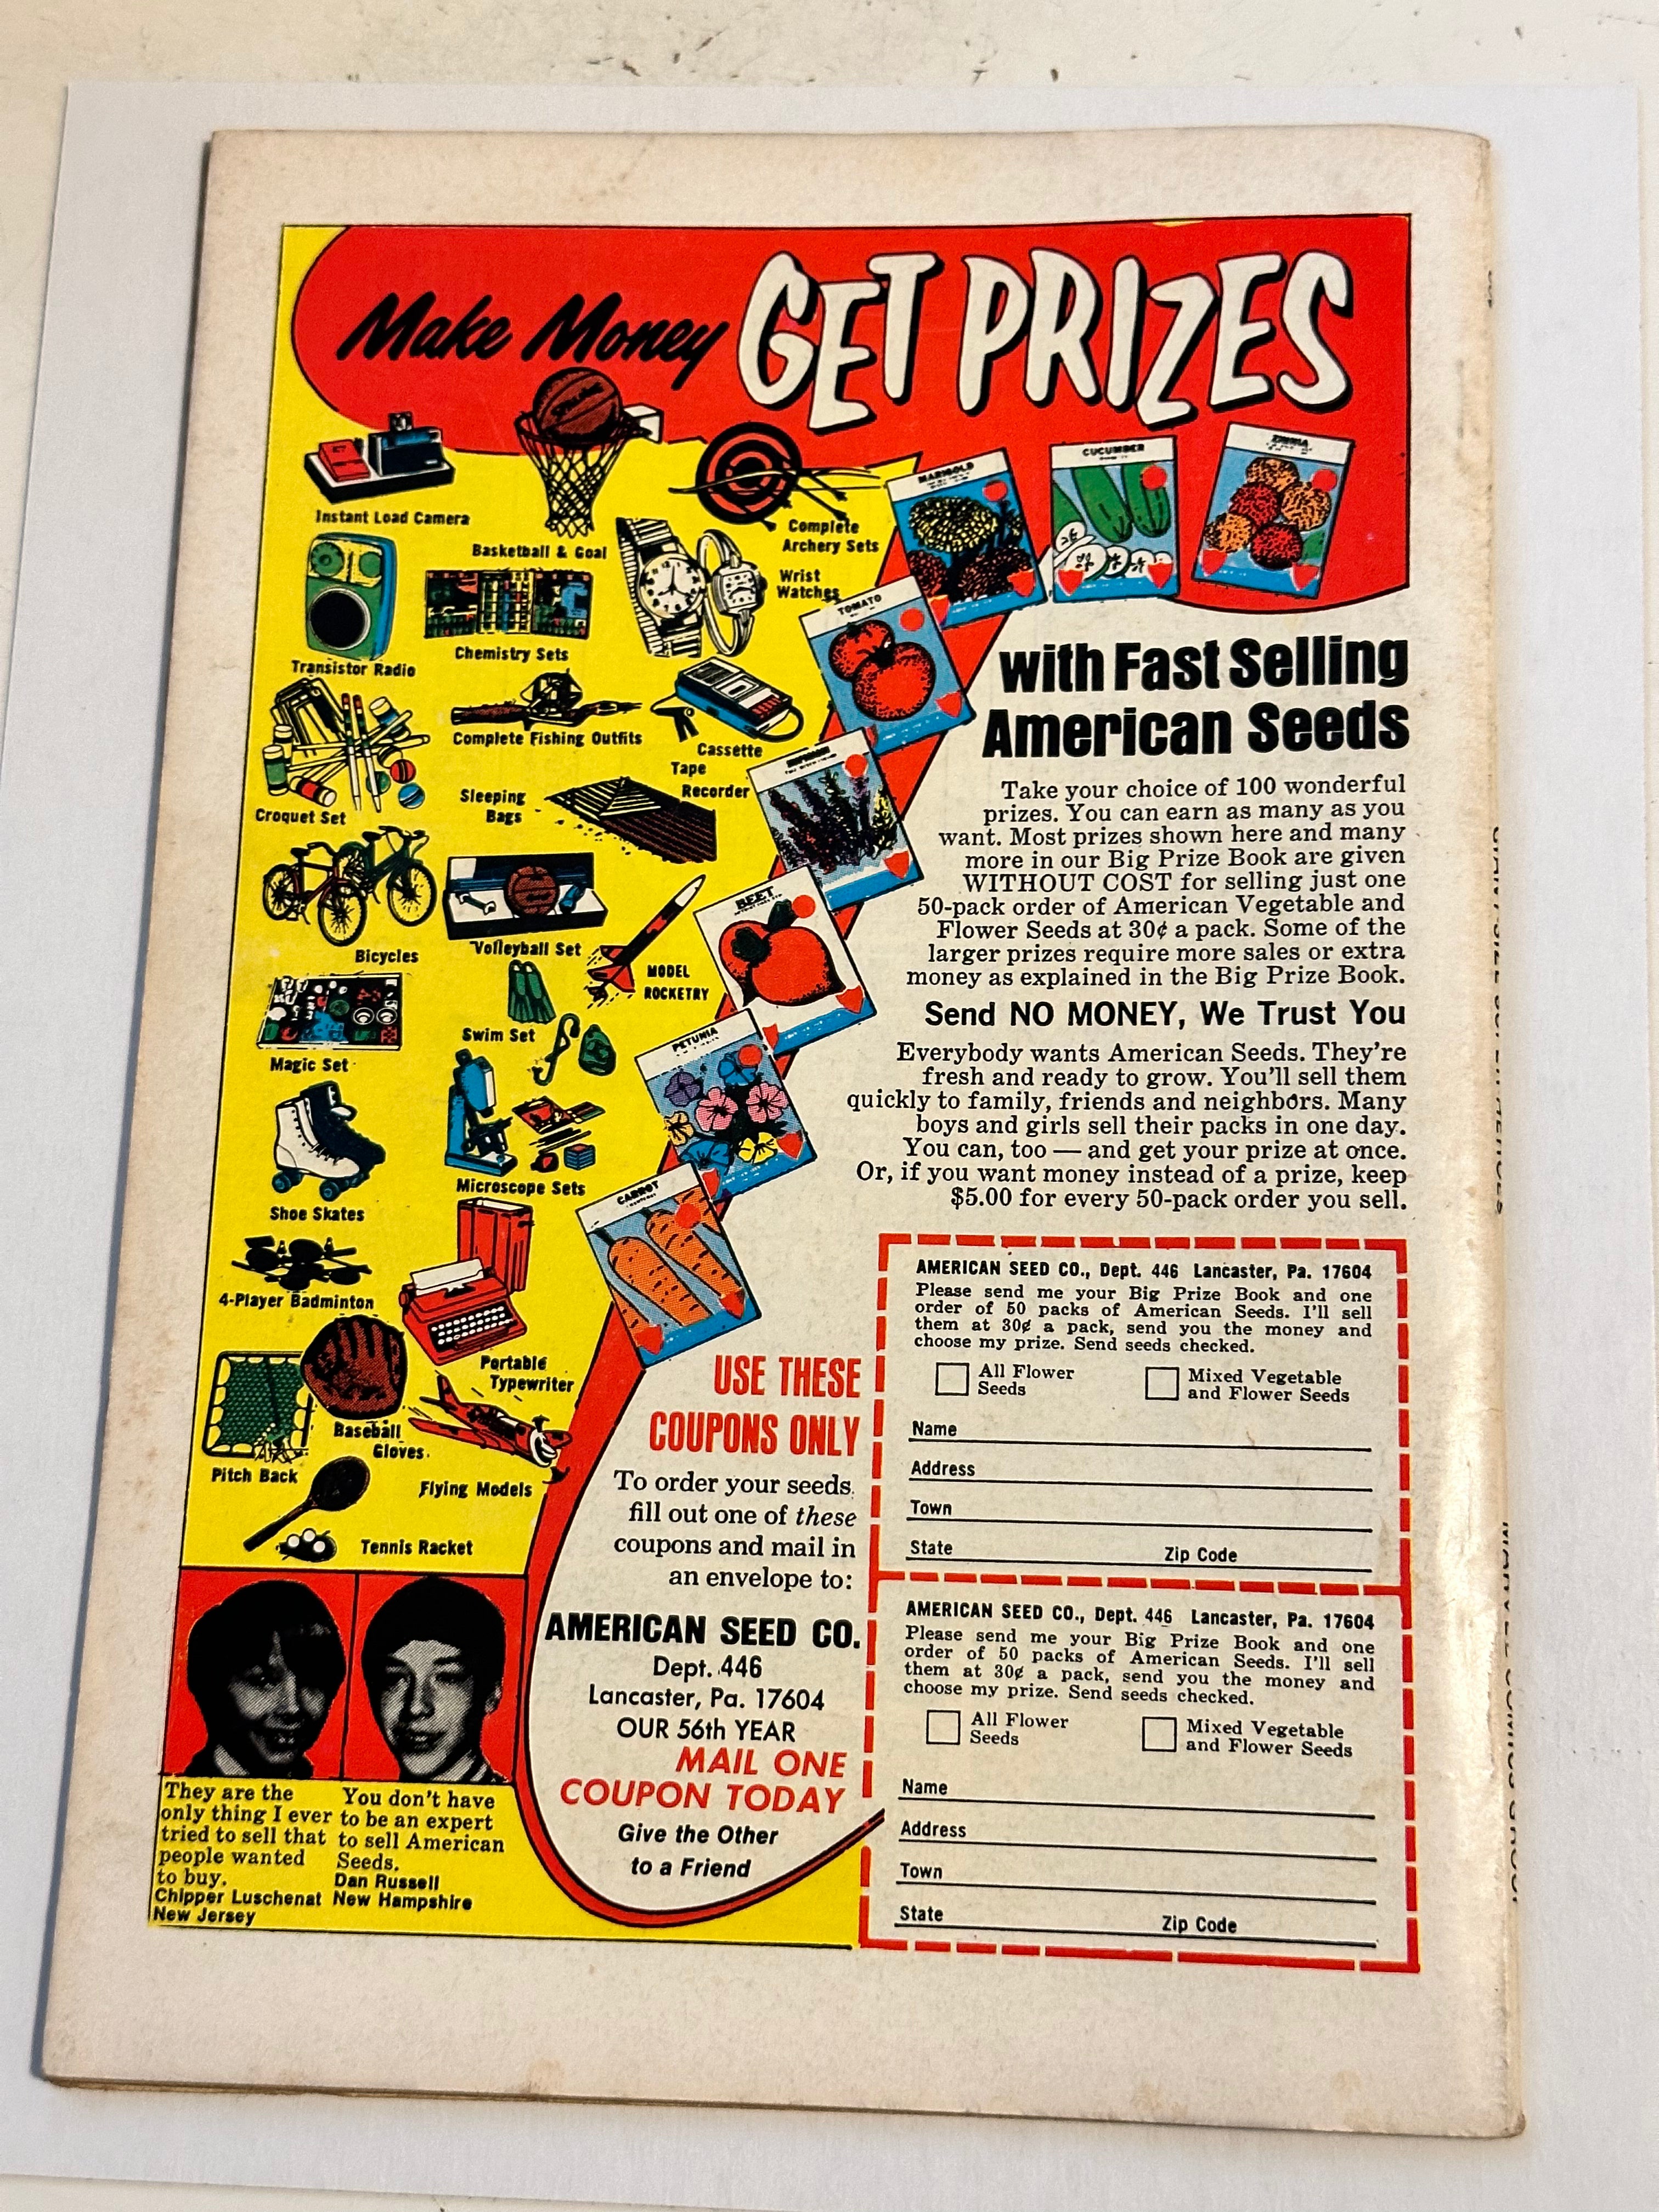 Make Money GET PRIZES
Instant Load Camera
Basketball & Goal
Complete
Archery Sets
Wrist
Watches
Transistor Radio
Chemistry Sets
Complete Fishing Outfits
Cassette
Tape
Recorder
Croquet Set
Sleeping
Bags
Bicycles
Volleyball Set
MODEL
ROCKETRY
Magic Set
Swim Set
Shoe Skates
Microscope Sets
4-Player Badminton
Portable
Typewriter
Pitch Back
Baseball
Gloves
Flying Models
Tennis Racket
MARIGOLD
CUCUMBER
ZINNIA
TOMATO
BEET
PETUNIA
CARROT
with Fast Selling
American Seeds
Take your choice of 100 wonderful
prizes. You can earn as many as you
want. Most prizes shown here and many
more in our Big Prize Book are given
WITHOUT COST for selling just one
50-pack order of American Vegetable and
Flower Seeds at 30¢ a pack. Some of the
larger prizes require more sales or extra
money as explained in the Big Prize Book.
Send NO MONEY, We Trust You
Everybody wants American Seeds. They're
fresh and ready to grow. You'll sell them
quickly to family, friends and neighbors. Many
boys and girls sell their packs in one day.
You can, too — and get your prize at once.
Or, if you want money instead of a prize, keep
$5.00 for every 50-pack order you sell.
USE THESE
COUPONS ONLY
To order your seeds
fill out one of these
coupons and mail in
an envelope to:
AMERICAN SEED CO.
Dept. 446
Lancaster, Pa. 17604
OUR 56th YEAR
MAIL ONE
COUPON TODAY
Give the Other
to a Friend
AMERICAN SEED CO., Dept. 446 Lancaster, Pa. 17604
Please send me your Big Prize Book and one
order of 50 packs of American Seeds. I'll sell
them at 30¢ a pack, send you the money and
choose my prize. Send seeds checked.
All Flower
Seeds
Mixed Vegetable
and Flower Seeds
Name
Address
Town
State Zip Code
AMERICAN SEED CO., Dept. 446 Lancaster, Pa. 17604
Please send me your Big Prize Book and one
order of 50 packs of American Seeds. I'll sell
them at 30¢ a pack, send you the money and
choose my prize. Send seeds checked.
All Flower
Seeds
Mixed Vegetable
and Flower Seeds
Name
Address
Town
State Zip Code
They are the
only thing I ever
tried to sell that
people wanted
to buy.
Chipper Luschenat
New Jersey
You don't have
to be an expert
to sell American
Seeds.
Dan Russell
New Hampshire